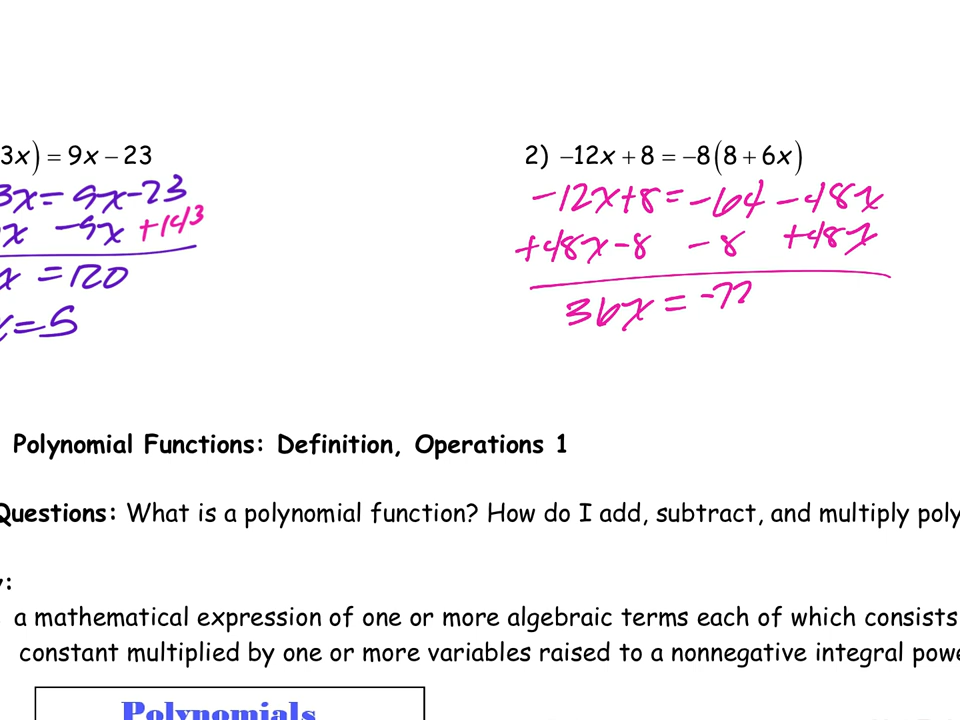 3x) = 9x − 23
2) −12x + 8 = −8(8 + 6x)
3x = 9x - 23
x -9x +143
x = 120
x = 5
-12x+8 = -64 - 48x
+48x - 8 - 8 +48x
36x = -72
Polynomial Functions: Definition, Operations 1
Questions: What is a polynomial function? How do I add, subtract, and multiply poly
y:
a mathematical expression of one or more algebraic terms each of which consists
constant multiplied by one or more variables raised to a nonnegative integral powe
Polynomials